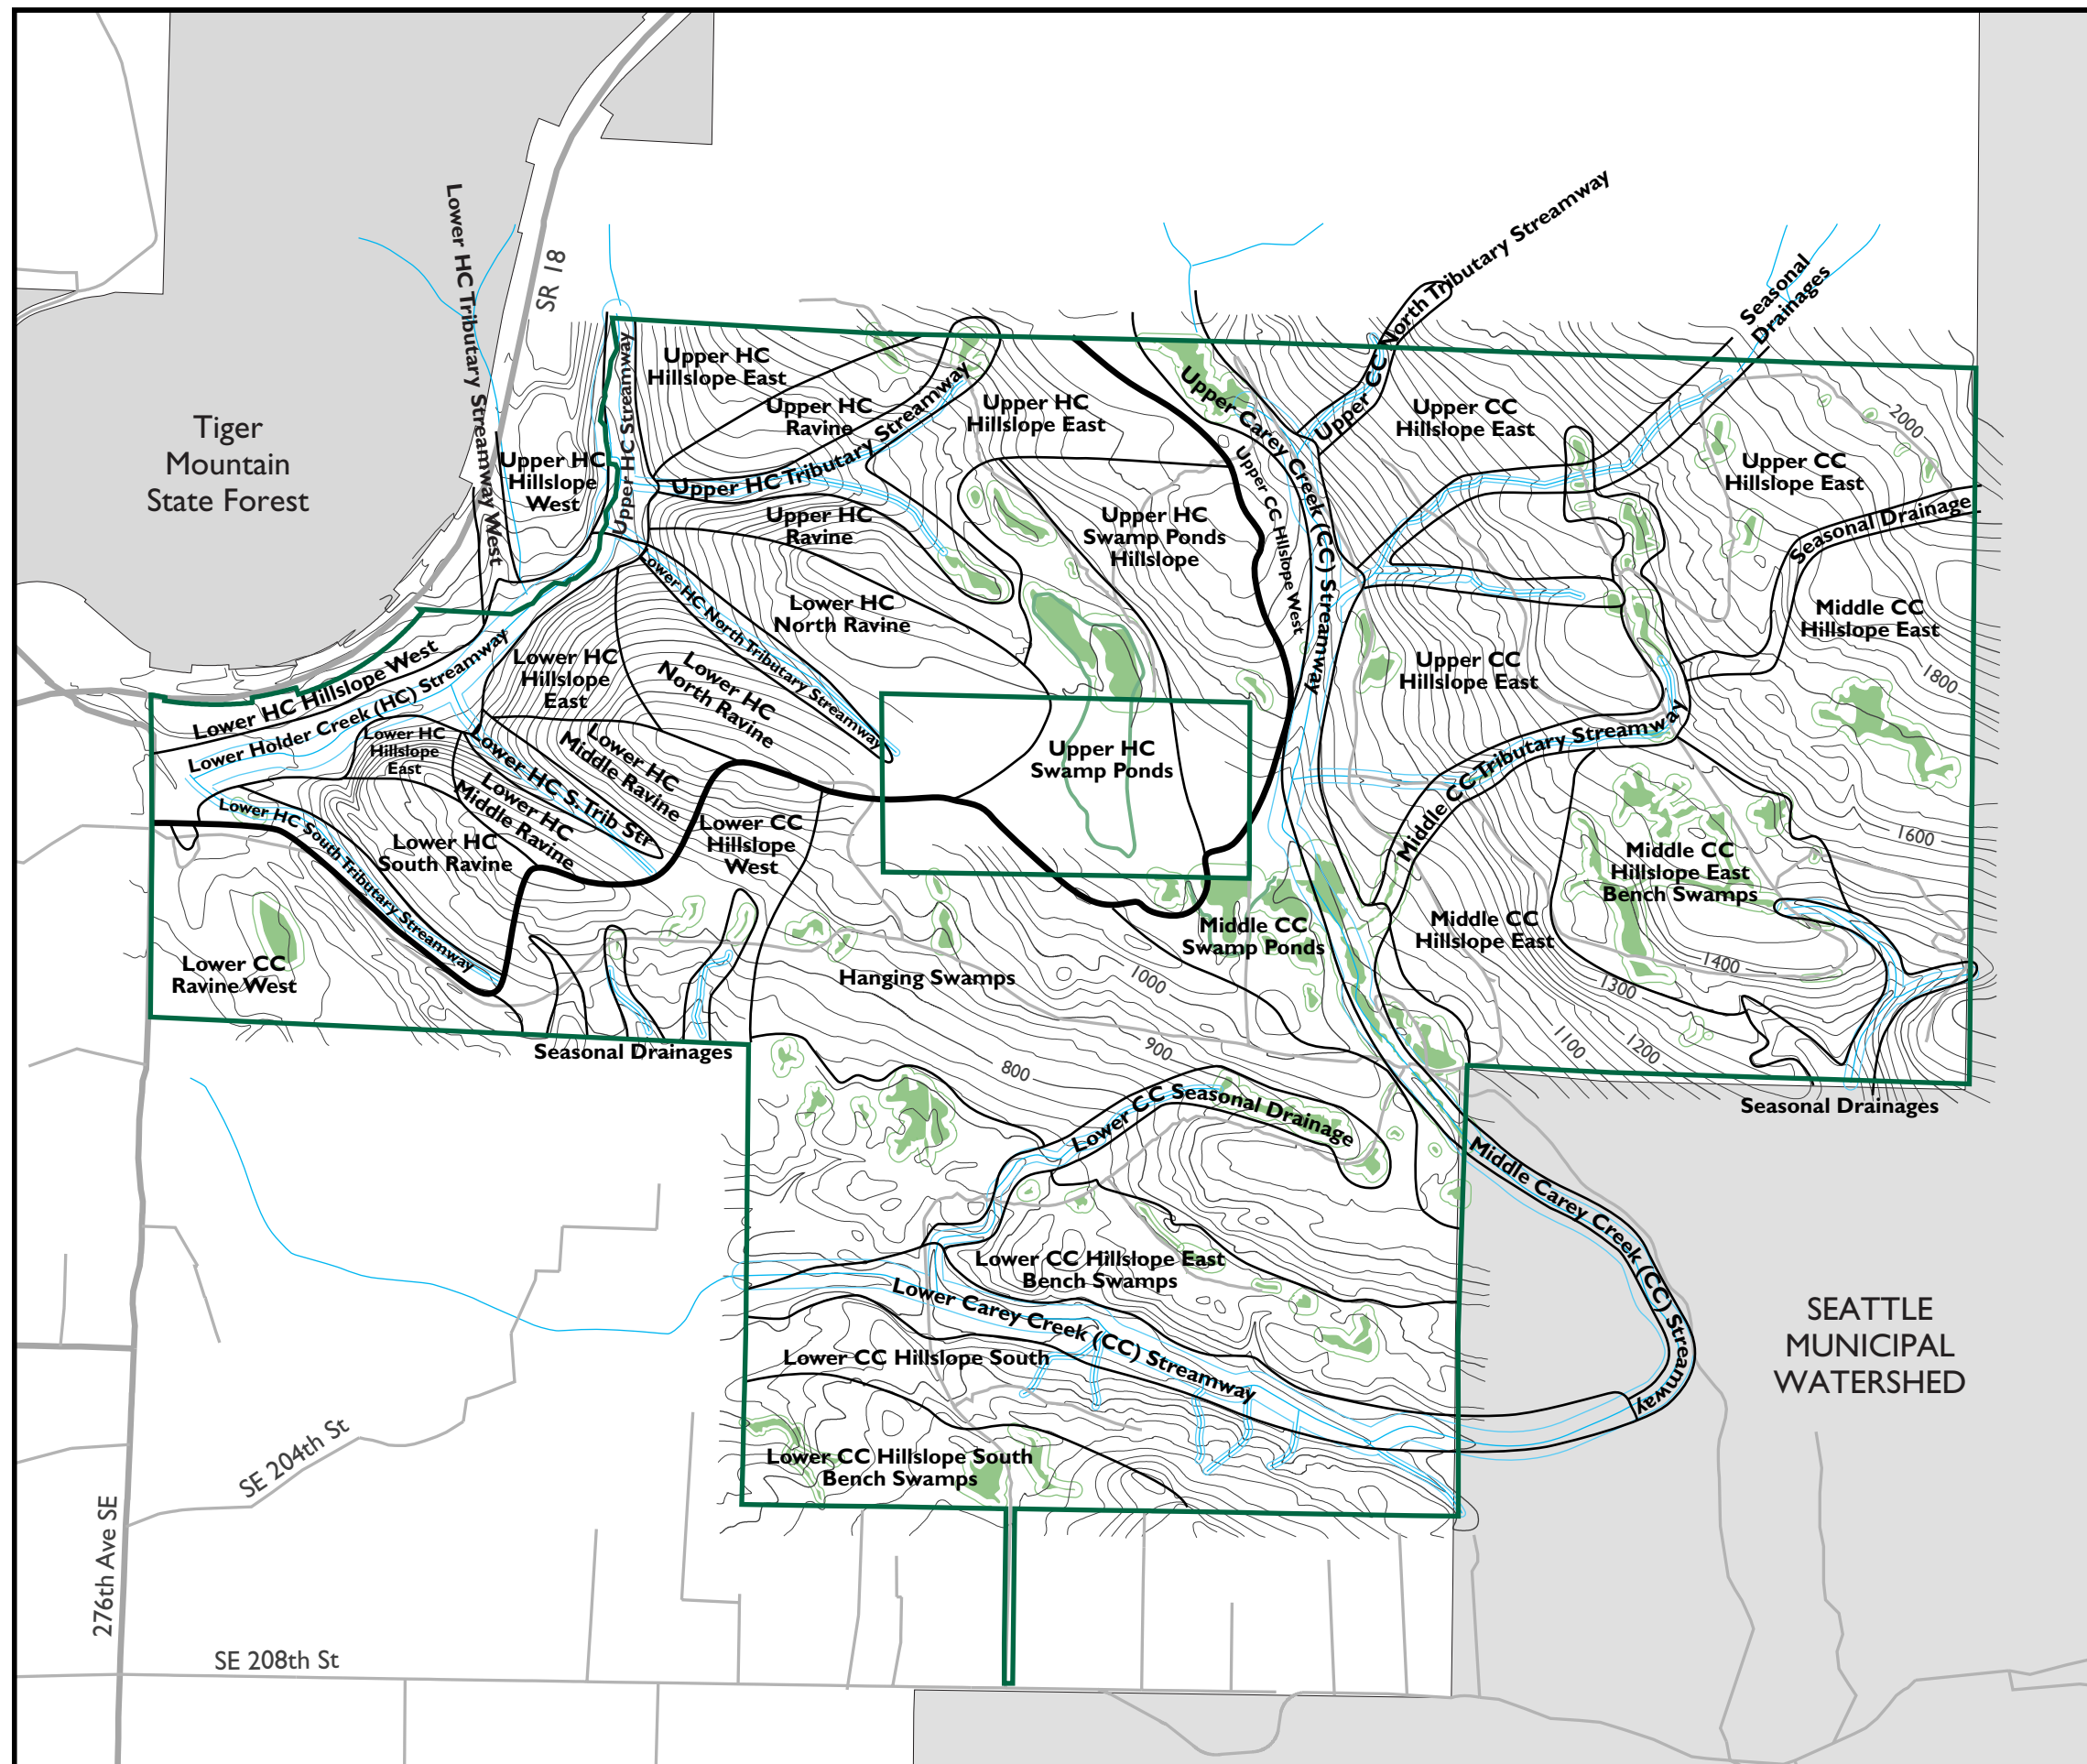 Upper CC North Tributary Streamway
Lower HC Tributary Streamway West
SR 18
Seasonal
Drainages
Upper HC
Hillslope East
Upper HC Streamway
Upper HC
Ravine
Upper HC Tributary Streamway
Upper HC
Hillslope East
Upper Carey Creek (CC) Streamway
Upper CC
Hillslope East
2000
Tiger
Mountain
State Forest
Upper HC
Hillslope
West
Upper CC Hllslope West
Upper CC
Hillslope East
Seasonal Drainage
Upper HC
Ravine
Upper HC
Swamp Ponds
Hillslope
Lower HC North Tributary Streamway
Lower HC
North Ravine
Middle CC
Hillslope East
Lower HC Hillslope West
Lower Holder Creek (HC) Streamway
Lower HC
Hillslope
East
Lower HC
North Ravine
Upper CC
Hillslope East
1800
Lower HC
Hillslope
East
Lower HC
Middle Ravine
Upper HC
Swamp Ponds
Middle CC Tributary Streamway
Lower HC S. Trib Str
Lower HC
Middle Ravine
Lower HC South Tributary Streamway
Lower HC
South Ravine
Lower CC
Hillslope
West
1600
Middle CC
Hillslope East
Bench Swamps
Middle CC
Swamp Ponds
Middle CC
Hillslope East
Lower CC
Ravine West
Hanging Swamps
1000
1400
1300
Seasonal Drainages
900
800
1100
1200
Seasonal Drainages
Lower CC Seasonal Drainage
Middle Carey Creek (CC) Streamway
Lower CC Hillslope East
Bench Swamps
Lower Carey Creek (CC) Streamway
SEATTLE
MUNICIPAL
WATERSHED
Lower CC Hillslope South
Lower CC Hillslope South
Bench Swamps
SE 204th St
276th Ave SE
SE 208th St